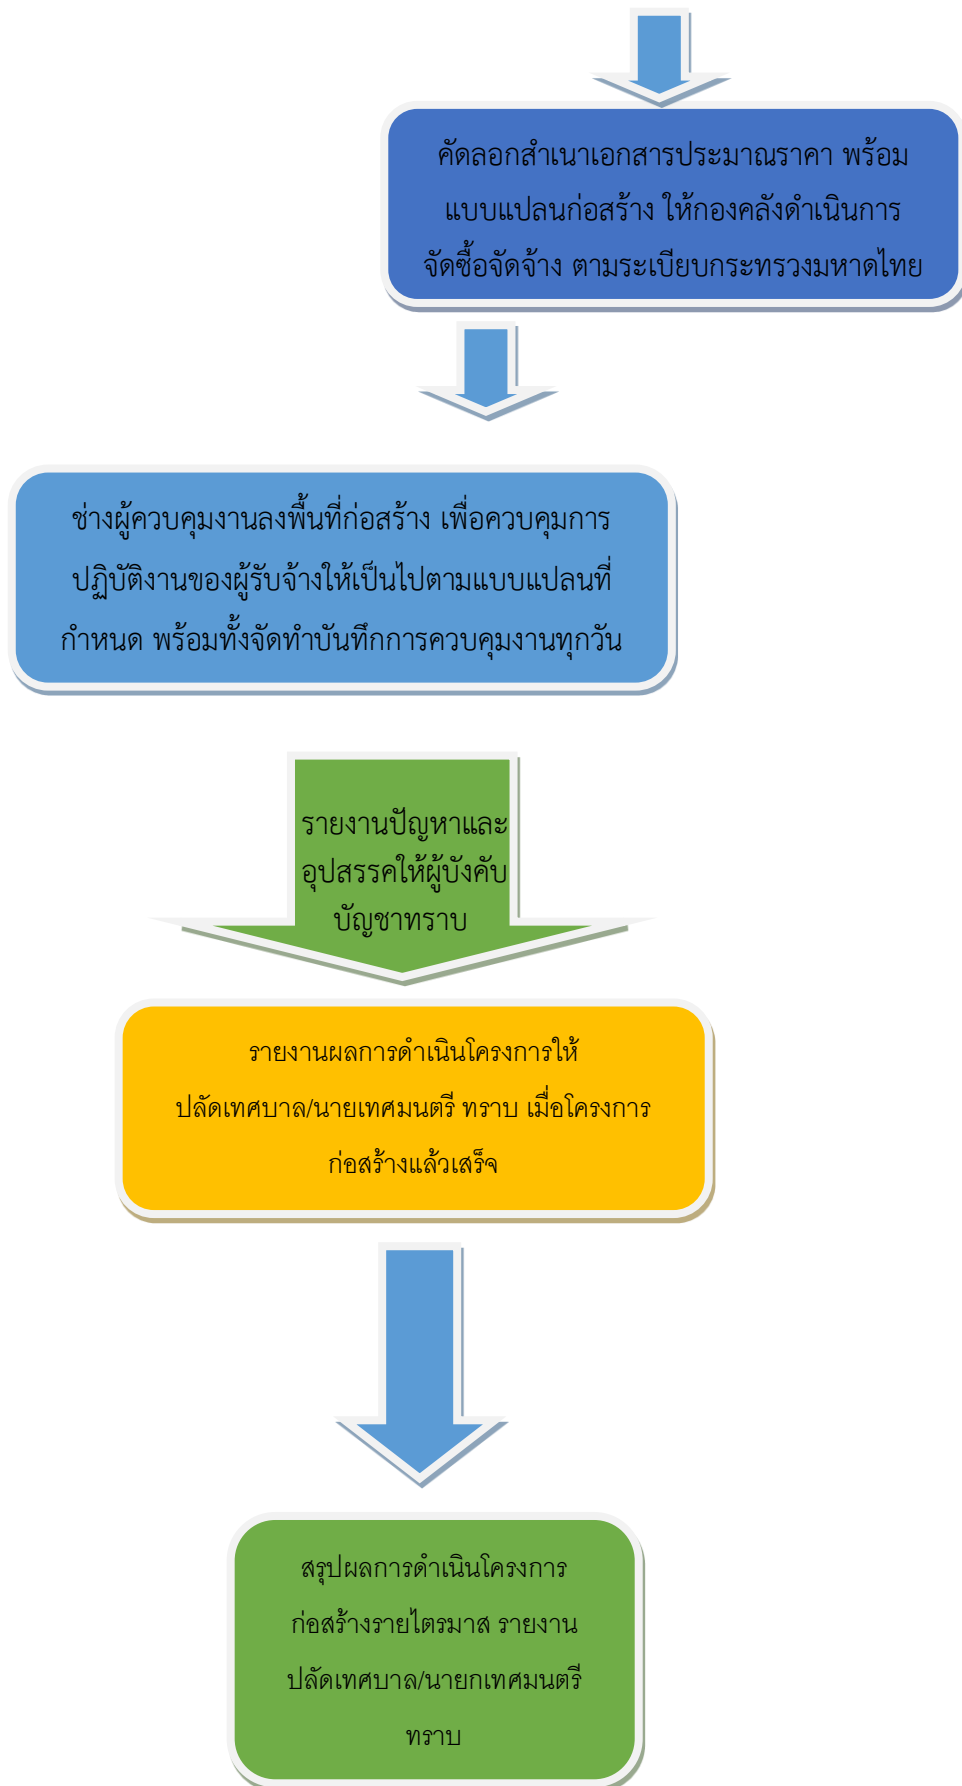 คัดลอกสำเนาเอกสารประมาณราคา พร้อม
แบบแปลนก่อสร้าง ให้กองคลังดำเนินการ
จัดซื้อจัดจ้าง ตามระเบียบกระทรวงมหาดไทย
ช่างผู้ควบคุมงานลงพื้นที่ก่อสร้าง เพื่อควบคุมการ
ปฏิบัติงานของผู้รับจ้างให้เป็นไปตามแบบแปลนที่
กำหนด พร้อมทั้งจัดทำบันทึกการควบคุมงานทุกวัน
รายงานปัญหาและ
อุปสรรคให้ผู้บังคับ
บัญชาทราบ
รายงานผลการดำเนินโครงการให้
ปลัดเทศบาล/นายเทศมนตรี ทราบ เมื่อโครงการ
ก่อสร้างแล้วเสร็จ
สรุปผลการดำเนินโครงการ
ก่อสร้างรายไตรมาส รายงาน
ปลัดเทศบาล/นายกเทศมนตรี
ทราบ